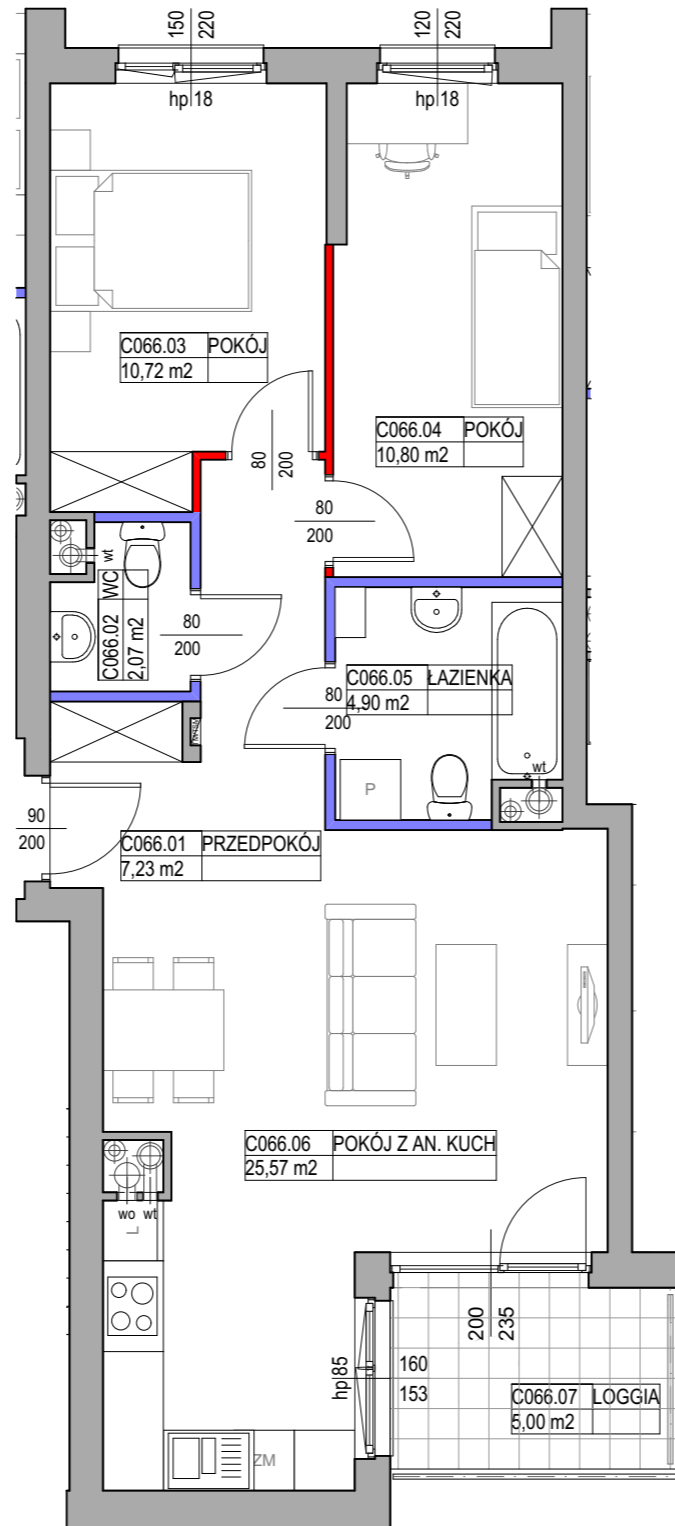 150
220
120
220
hp 18
hp 18
C066.03 POKÓJ
10,72 m2
C066.04 POKÓJ
10,80 m2
80
200
80
200
wt
C066.02 WC
2,07 m2
80
200
C066.05 ŁAZIENKA
4,90 m2
80
200
P
wt
90
200
C066.01 PRZEDPOKÓJ
7,23 m2
C066.06 POKÓJ Z AN. KUCH
25,57 m2
wo wt
L
200
235
hp 85
160
153
C066.07 LOGGIA
5,00 m2
ZM